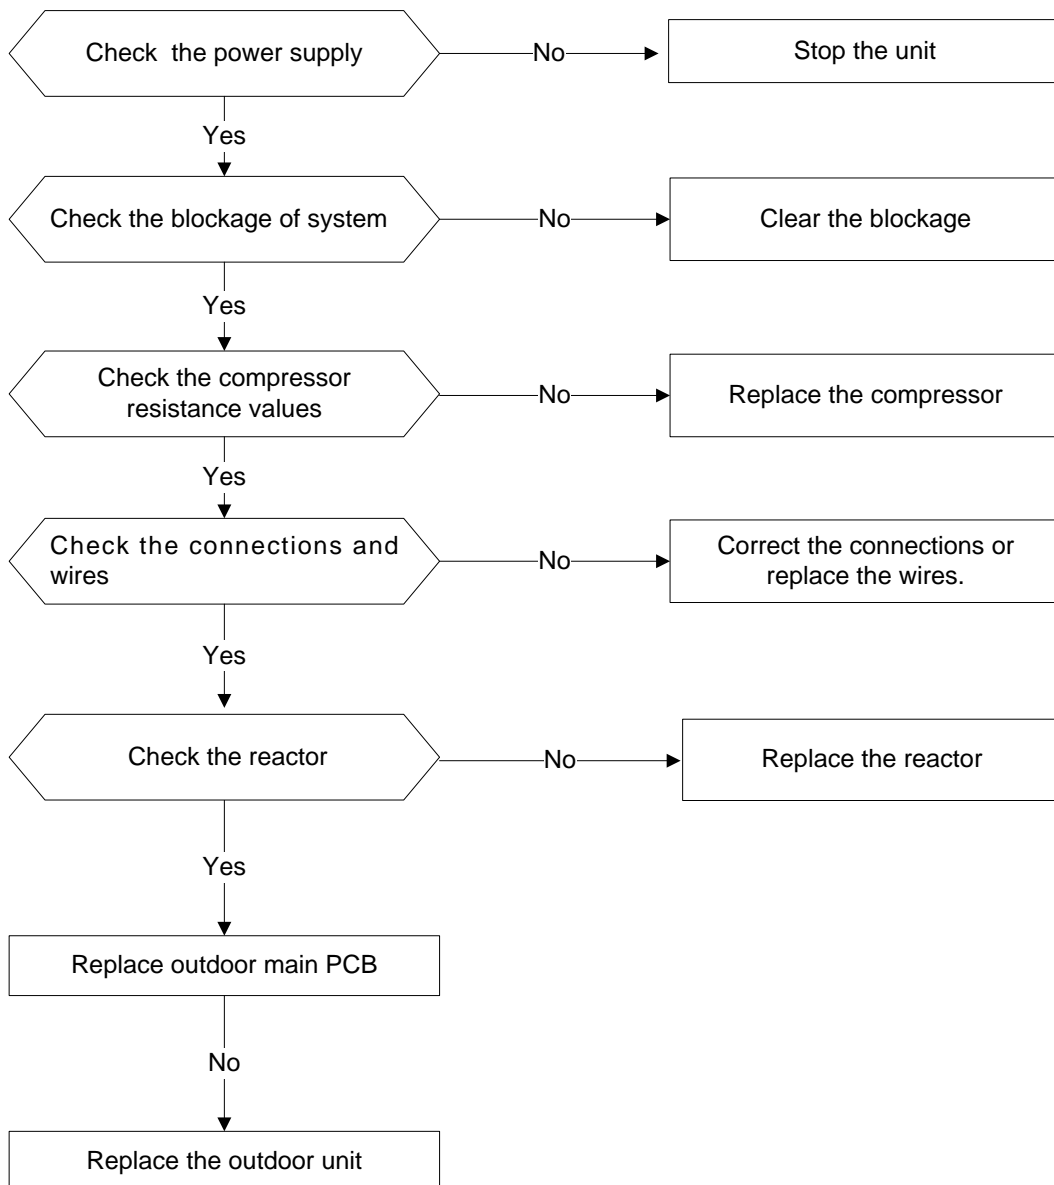 Check the power supply
No
Stop the unit
Yes
Check the blockage of system
No
Clear the blockage
Yes
Check the compressor
resistance values
No
Replace the compressor
Yes
Check the connections and
wires
No
Correct the connections or
replace the wires.
Yes
Check the reactor
No
Replace the reactor
Yes
Replace outdoor main PCB
No
Replace the outdoor unit